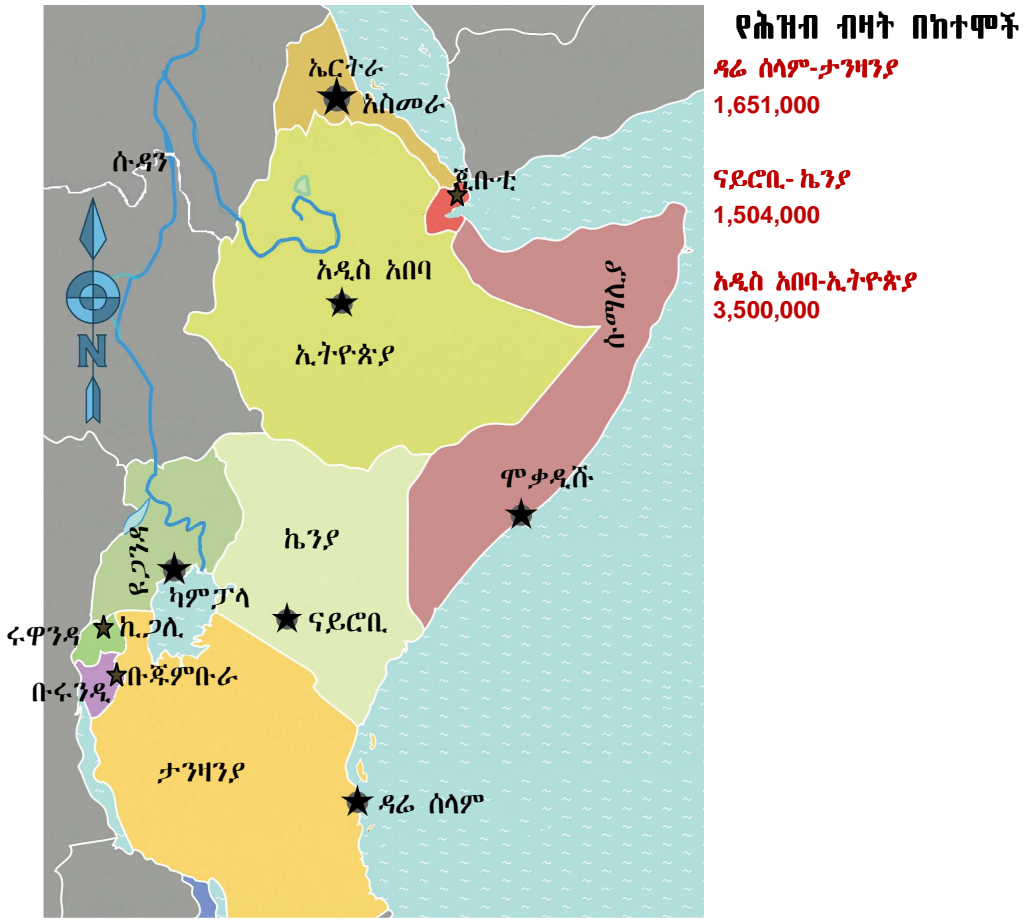 የሕዝብ ብዛት በከተሞች
ዳሬ ሰላም-ታንዛንያ
1,651,000
ናይሮቢ- ኬንያ
1,504,000
አዲስ አበባ-ኢትዮጵያ
3,500,000
ኤርትራ
አስመራ
ሱዳን
ጂቡቲ
አዲስ አበባ
ሱማሊያ
N
ኢትዮጵያ
ሞቃዲሹ
ኬንያ
ዩጋንዳ
ካምፓላ
ናይሮቢ
ኪጋሊ
ሩዋንዳ
ቡጁምቡራ
ቡሩንዲ
ታንዛንያ
ዳሬ ሰላም